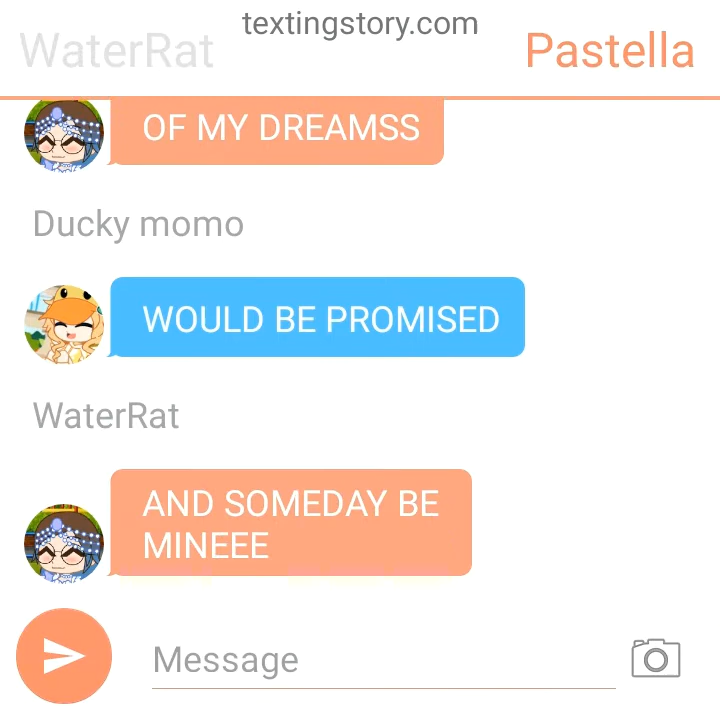 textingstory.com
WaterRat
Pastella
OF MY DREAMSS
Ducky momo
WOULD BE PROMISED
WaterRat
AND SOMEDAY BE
MINEEE
Message